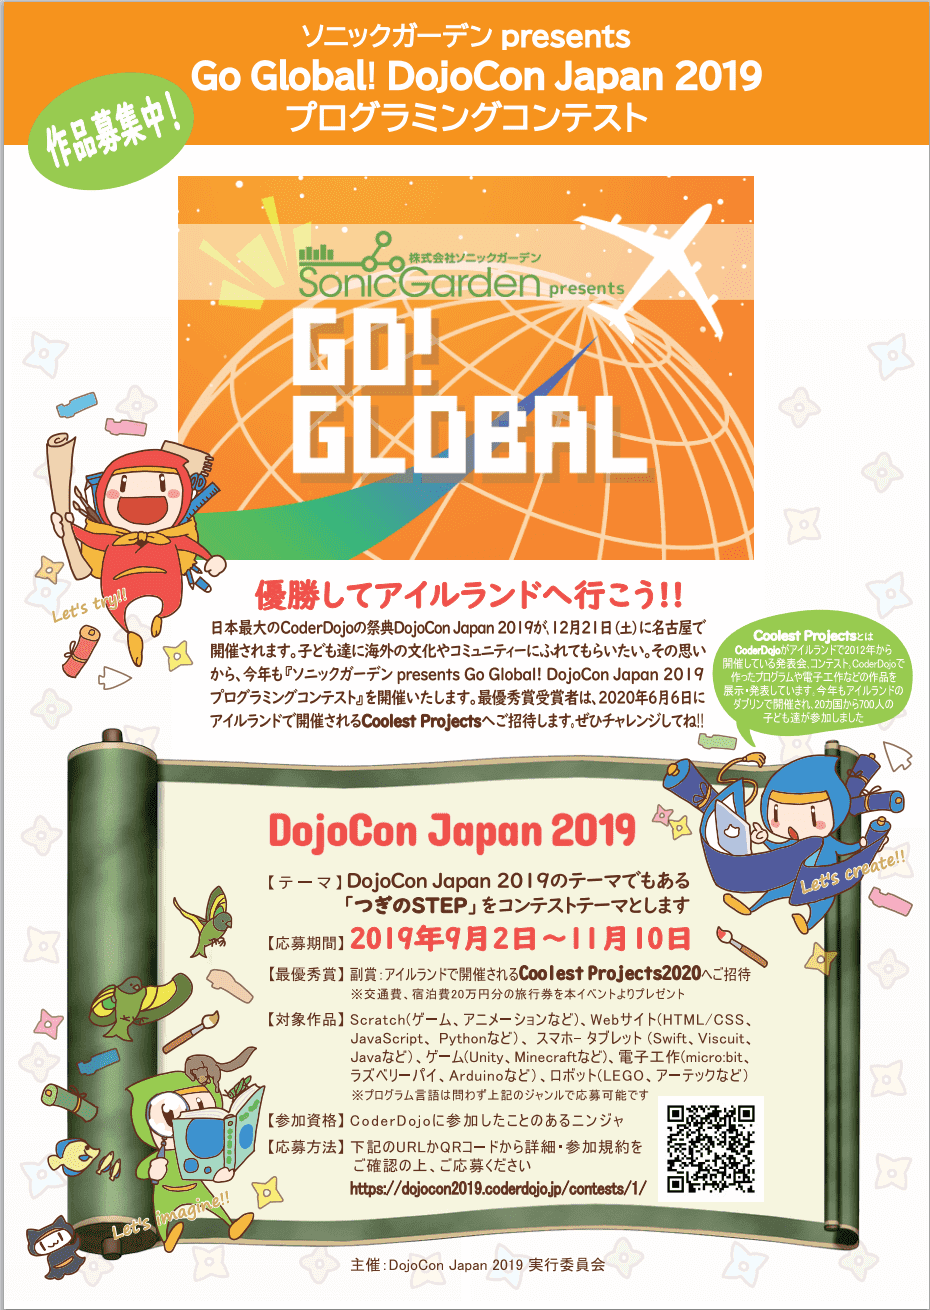 ソニックガーデン presents
Go Global! DojoCon Japan 2019
プログラミングコンテスト
作品募集中!
株式会社ソニックガーデン
SonicGarden presents
GO!
GLOBAL
Let's try!!
優勝してアイルランドへ行こう!!
日本最大のCoderDojoの祭典DojoCon Japan 2019が、12月21日(土)に名古屋で
開催されます。子ども達に海外の文化やコミュニティーにふれてもらいたい。その思い
から、今年も『ソニックガーデン presents Go Global! DojoCon Japan 2019
プログラミングコンテスト』を開催いたします。最優秀賞受賞者は、2020年6月6日に
アイルランドで開催されるCoolest Projectsへご招待します。ぜひチャレンジしてね!!
Coolest Projectsとは
CoderDojoがアイルランドで2012年から
開催している発表会、コンテスト。CoderDojoで
作ったプログラムや電子工作などの作品を
展示・発表しています。今年もアイルランドの
ダブリンで開催され、20カ国から700人の
子ども達が参加しました
DojoCon Japan 2019
【テーマ】DojoCon Japan 2019のテーマでもある
「つぎのSTEP」をコンテストテーマとします
【応募期間】2019年9月2日〜11月10日
【最優秀賞】副賞:アイルランドで開催されるCoolest Projects2020へご招待
※交通費、宿泊費20万円分の旅行券を本イベントよりプレゼント
【対象作品】Scratch(ゲーム、アニメーションなど)、Webサイト(HTML/CSS、
JavaScript、Pythonなど)、スマホ−タブレット (Swift、Viscuit、
Javaなど)、ゲーム(Unity、Minecraftなど)、電子工作(micro:bit、
ラズベリーパイ、Arduinoなど)、ロボット(LEGO、アーテックなど)
※プログラム言語は問わず上記のジャンルで応募可能です
【参加資格】CoderDojoに参加したことのあるニンジャ
【応募方法】下記のURLかQRコードから詳細・参加規約を
ご確認の上、ご応募ください
https://dojocon2019.coderdojo.jp/contests/1/
Let's create!!
Let's imagine!!
主催:DojoCon Japan 2019 実行委員会